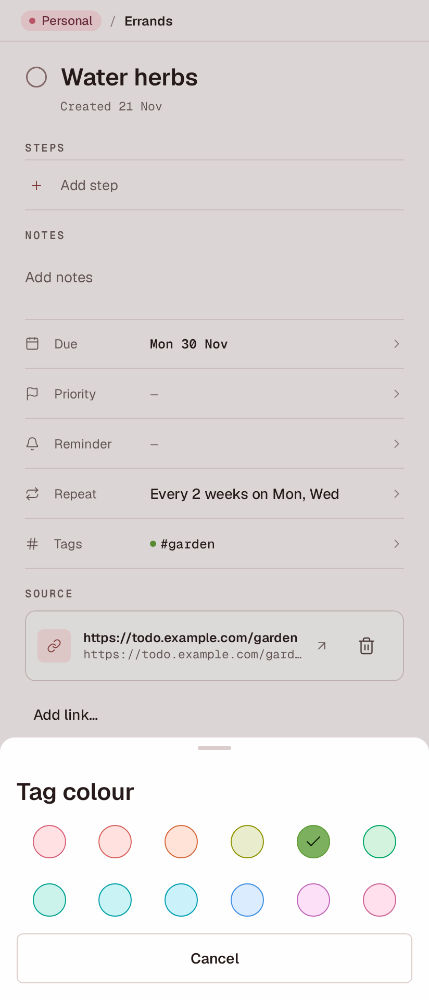 Personal / Errands
Water herbs
Created 21 Nov
STEPS
+ Add step
NOTES
Add notes
Due Mon 30 Nov
Priority –
Reminder –
Repeat Every 2 weeks on Mon, Wed
Tags #garden
SOURCE
https://todo.example.com/garden
https://todo.example.com/gard…
Add link…
Tag colour
Cancel